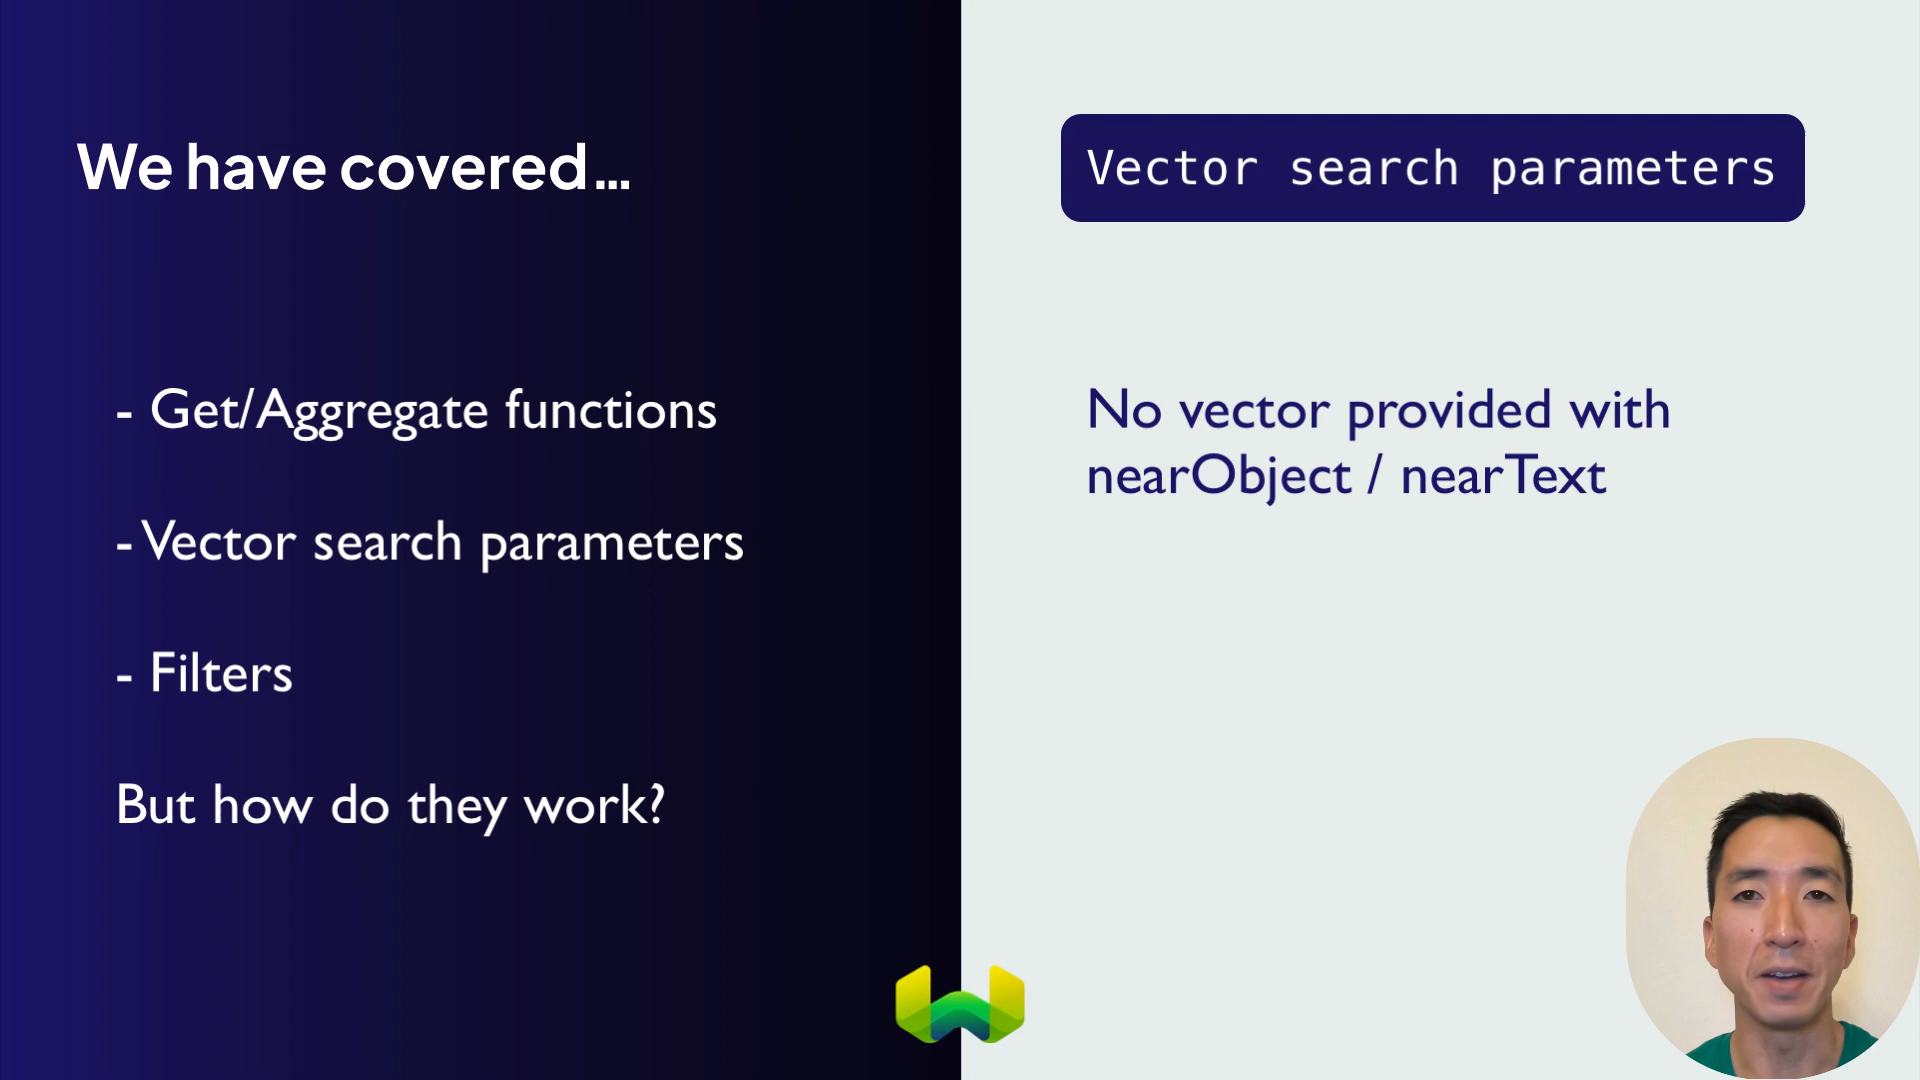 We have covered...
- Get/Aggregate functions
- Vector search parameters
- Filters
But how do they work?
Vector search parameters
No vector provided with
nearObject / nearText